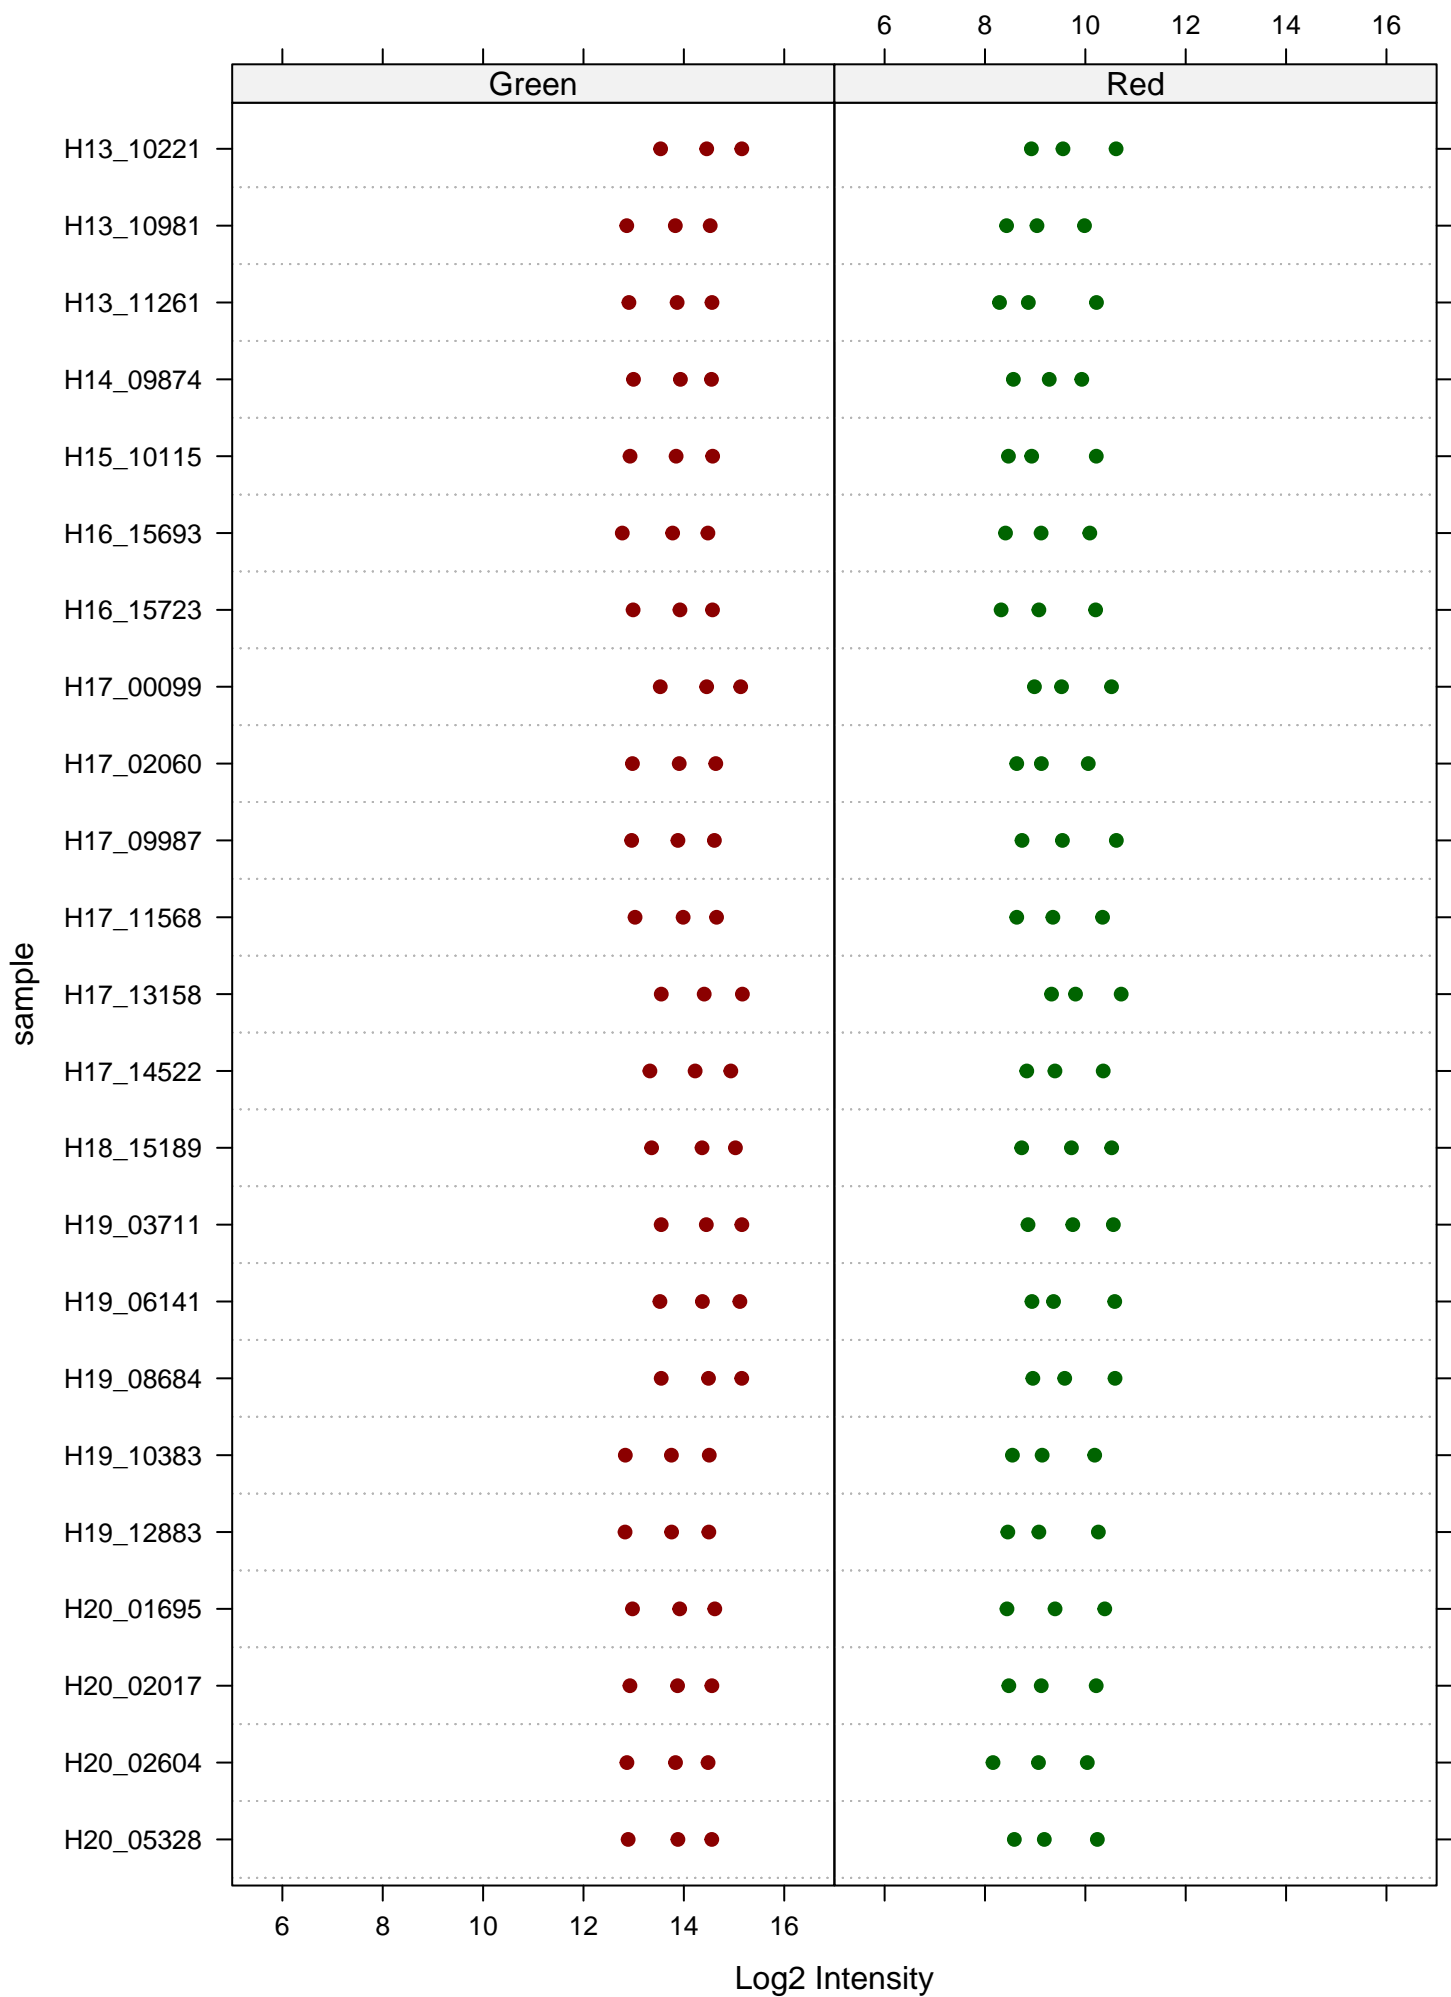 6 8 10 12 14 16
Green Red
H13_10221
H13_10981
H13_11261
H14_09874
H15_10115
H16_15693
H16_15723
H17_00099
H17_02060
H17_09987
H17_11568
sample
H17_13158
H17_14522
H18_15189
H19_03711
H19_06141
H19_08684
H19_10383
H19_12883
H20_01695
H20_02017
H20_02604
H20_05328
6 8 10 12 14 16
Log2 Intensity